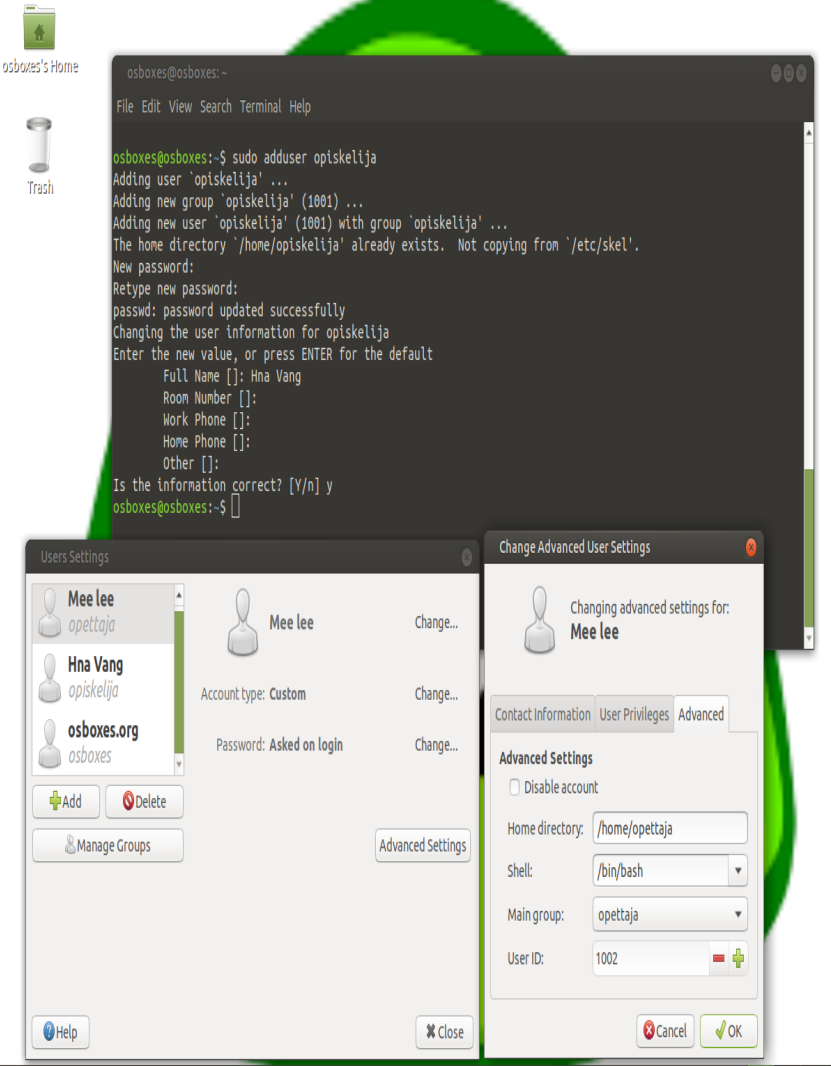 osboxes's Home
Trash
osboxes@osboxes: ~
File Edit View Search Terminal Help
osboxes@osboxes:~$ sudo adduser opiskelija
Adding user `opiskelija' ...
Adding new group `opiskelija' (1001) ...
Adding new user `opiskelija' (1001) with group `opiskelija' ...
The home directory `/home/opiskelija' already exists.  Not copying from `/etc/skel'.
New password:
Retype new password:
passwd: password updated successfully
Changing the user information for opiskelija
Enter the new value, or press ENTER for the default
Full Name []: Hna Vang
Room Number []:
Work Phone []:
Home Phone []:
Other []:
Is the information correct? [Y/n] y
osboxes@osboxes:~$
Users Settings
Mee lee
opettaja
Hna Vang
opiskelija
osboxes.org
osboxes
Add
Delete
Manage Groups
Mee lee
Change...
Account type: Custom
Change...
Password: Asked on login
Change...
Advanced Settings
Help
Close
Change Advanced User Settings
Changing advanced settings for:
Mee lee
Contact Information
User Privileges
Advanced
Advanced Settings
Disable account
Home directory: /home/opettaja
Shell: /bin/bash
Main group: opettaja
User ID: 1002
Cancel
OK